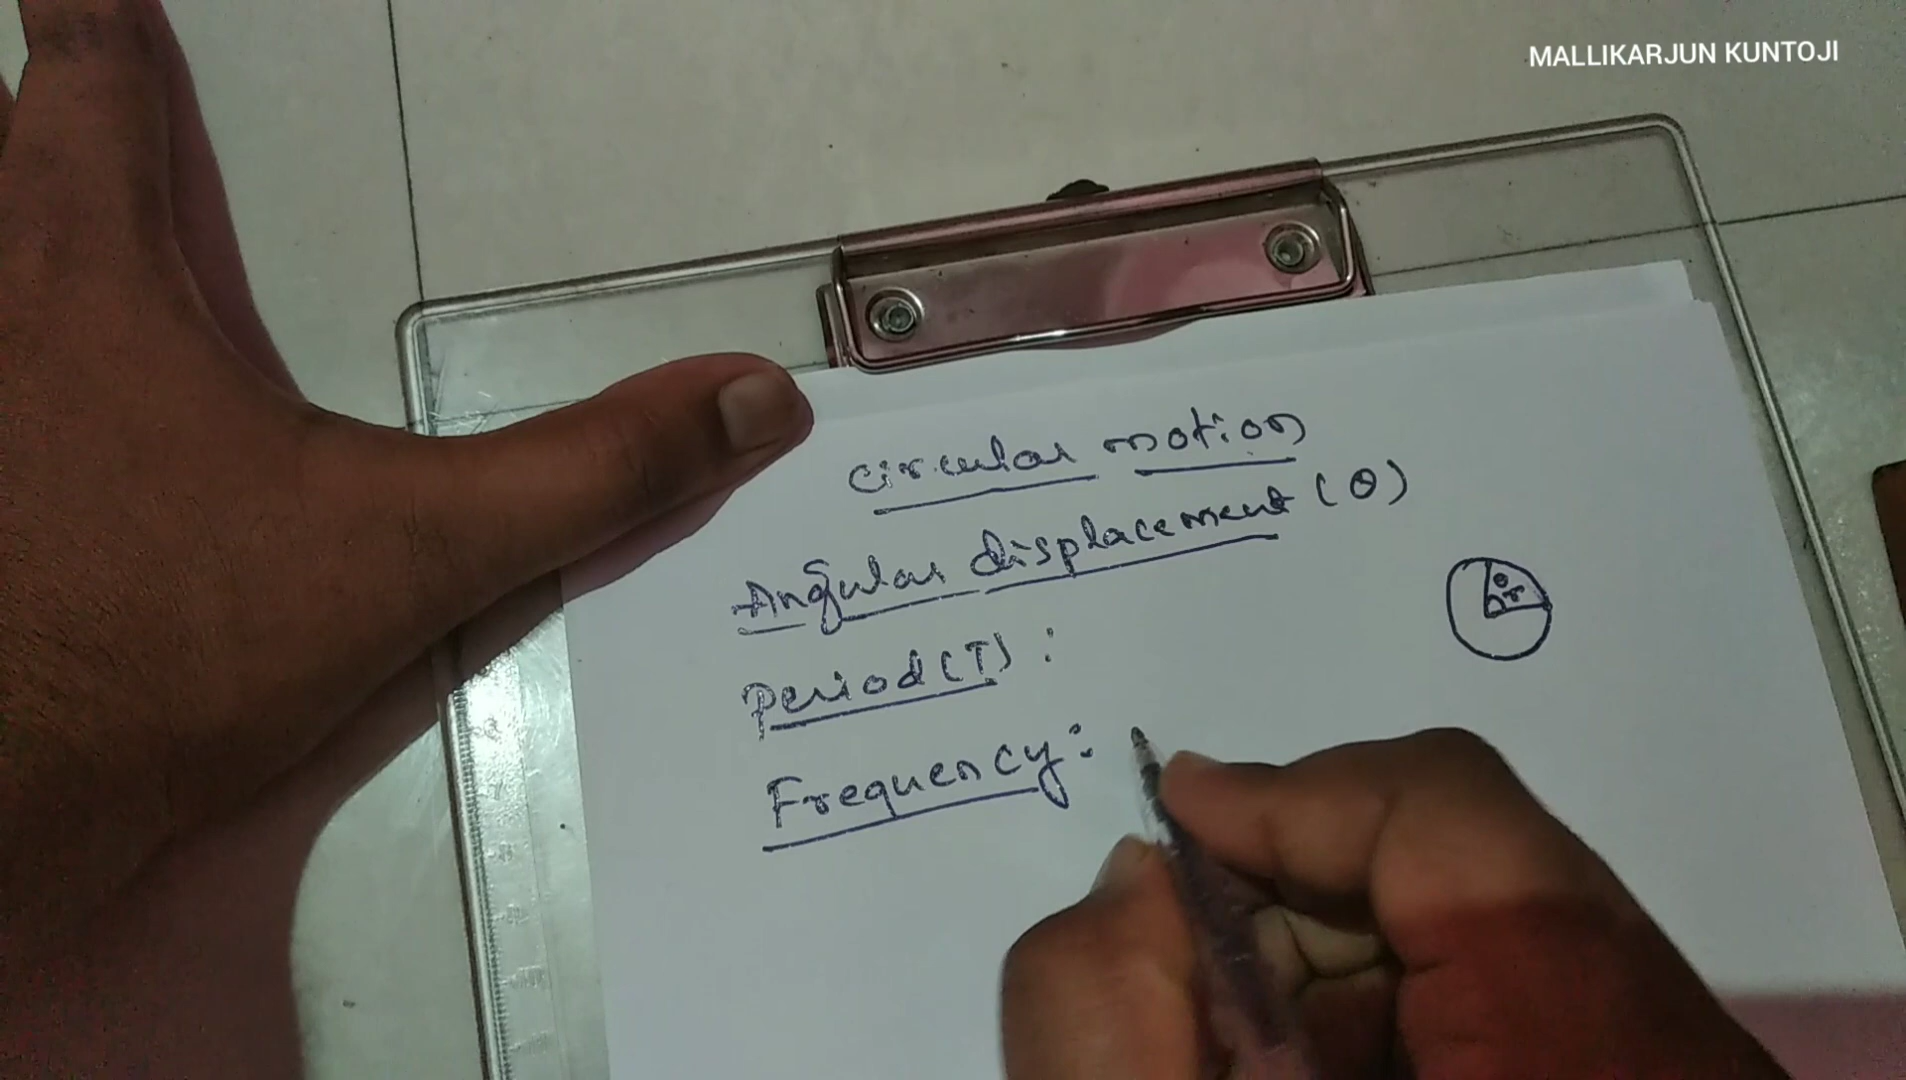 MALLIKARJUN KUNTOJI
Circular motion
Angular displacement (θ)
Period (T) :
Frequency :
θ
r